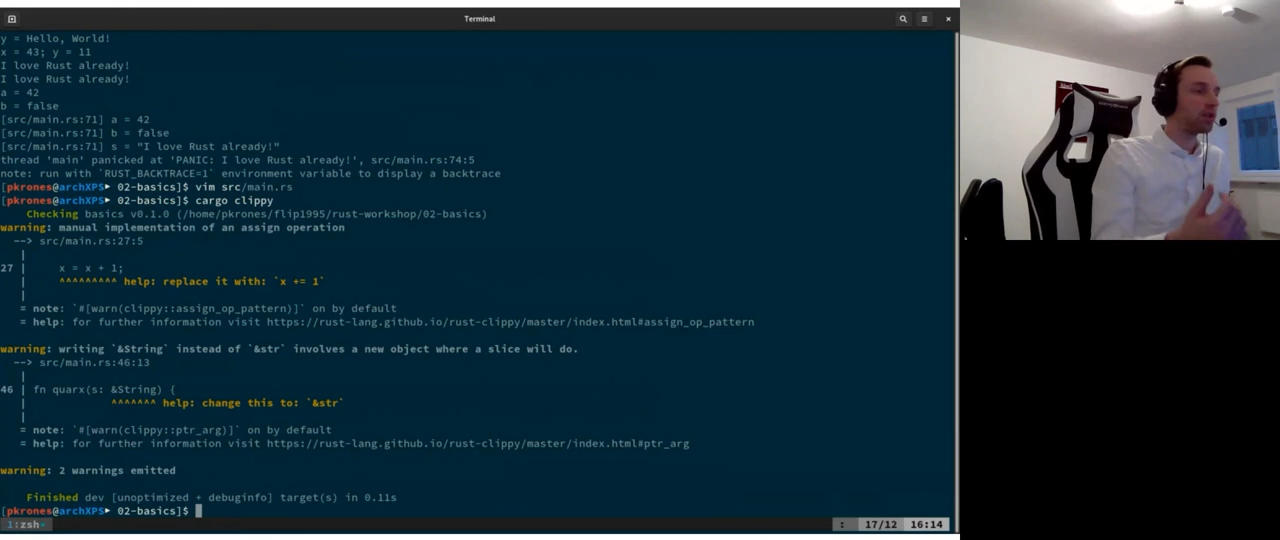 Terminal
y = Hello, World!
x = 43; y = 11
I love Rust already!
I love Rust already!
a = 42
b = false
[src/main.rs:71] a = 42
[src/main.rs:71] b = false
[src/main.rs:71] s = "I love Rust already!"
thread 'main' panicked at 'PANIC: I love Rust already!', src/main.rs:74:5
note: run with `RUST_BACKTRACE=1` environment variable to display a backtrace
[pkrones@archXPS► 02-basics]$ vim src/main.rs
[pkrones@archXPS► 02-basics]$ cargo clippy
Checking basics v0.1.0 (/home/pkrones/flip1995/rust-workshop/02-basics)
warning: manual implementation of an assign operation
--> src/main.rs:27:5
|
27 | x = x + 1;
| ^^^^^^^^^ help: replace it with: `x += 1`
|
= note: `#[warn(clippy::assign_op_pattern)]` on by default
= help: for further information visit https://rust-lang.github.io/rust-clippy/master/index.html#assign_op_pattern
warning: writing `&String` instead of `&str` involves a new object where a slice will do.
--> src/main.rs:46:13
|
46 | fn quarx(s: &String) {
| ^^^^^^^ help: change this to: `&str`
|
= note: `#[warn(clippy::ptr_arg)]` on by default
= help: for further information visit https://rust-lang.github.io/rust-clippy/master/index.html#ptr_arg
warning: 2 warnings emitted
Finished dev [unoptimized + debuginfo] target(s) in 0.11s
[pkrones@archXPS► 02-basics]$
1:zsh : 17/12 16:14